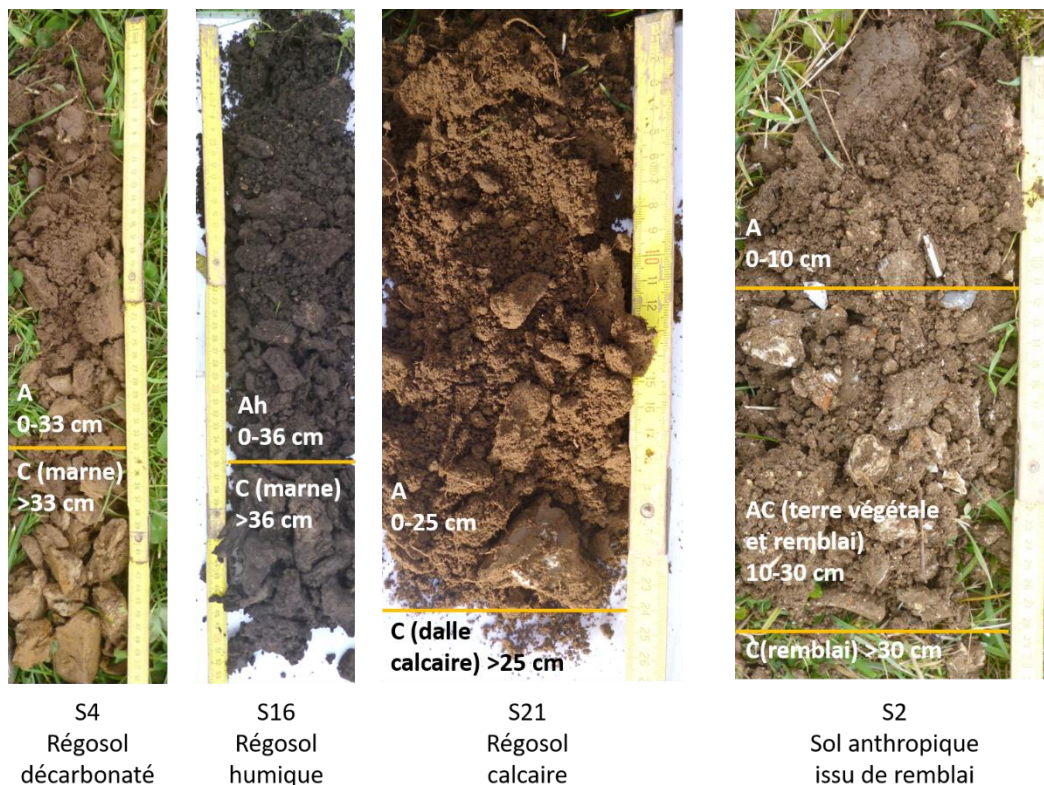 A
0-33 cm
C (marne)
>33 cm
Ah
0-36 cm
C (marne)
>36 cm
A
0-25 cm
C (dalle
calcaire) >25 cm
A
0-10 cm
AC (terre végétale
et remblai)
10-30 cm
C(remblai) >30 cm
S4
Régosol
décarbonaté
S16
Régosol
humique
S21
Régosol
calcaire
S2
Sol anthropique
issu de remblai